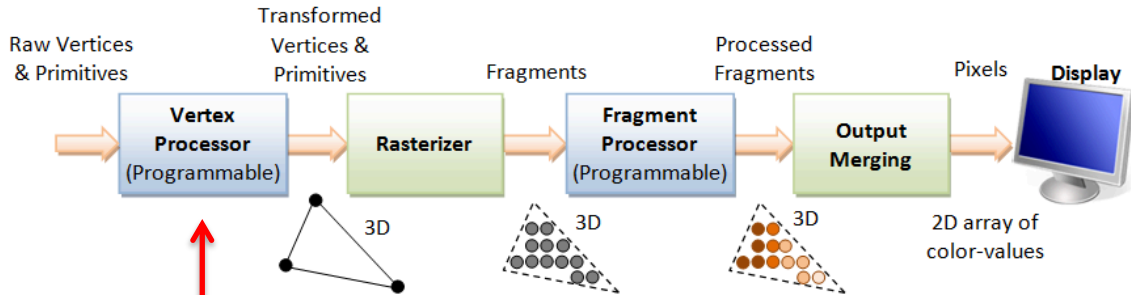 Raw Vertices
& Primitives
Vertex
Processor
(Programmable)
Transformed
Vertices &
Primitives
3D
Rasterizer
Fragments
3D
Fragment
Processor
(Programmable)
Processed
Fragments
3D
Output
Merging
Pixels
Display
2D array of
color-values